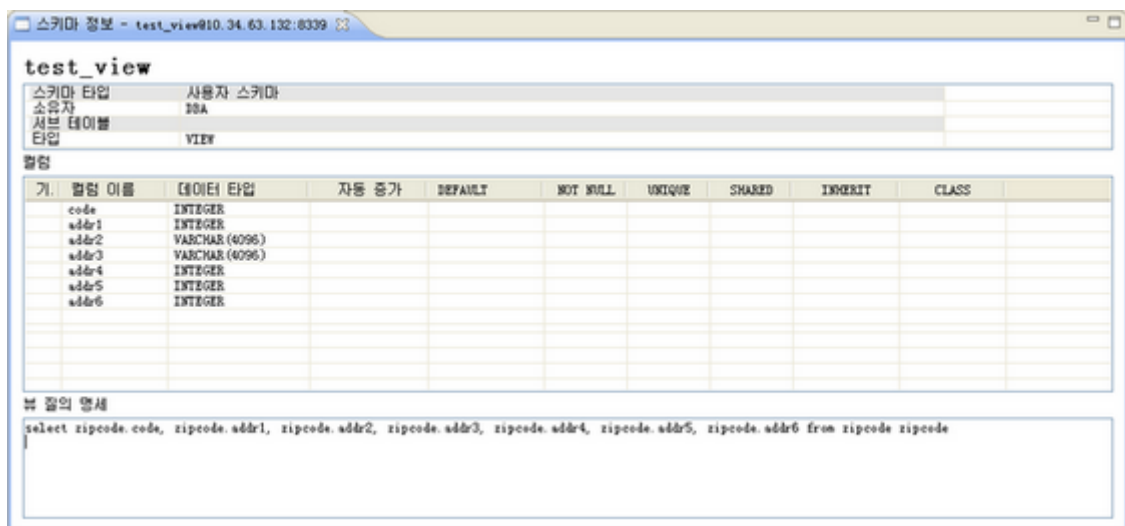 스키마 정보 - test_view@10.34.63.132:8339
test_view
스키마 타입 사용자 스키마
소유자 DBA
서브 테이블
타입 VIEW
컬럼
기. 컬럼 이름 데이터 타입 자동 증가 DEFAULT NOT NULL UNIQUE SHARED INHERIT CLASS
code INTEGER
addr1 INTEGER
addr2 VARCHAR(4096)
addr3 VARCHAR(4096)
addr4 INTEGER
addr5 INTEGER
addr6 INTEGER
뷰 질의 명세
select zipcode.code, zipcode.addr1, zipcode.addr2, zipcode.addr3, zipcode.addr4, zipcode.addr5, zipcode.addr6 from zipcode zipcode